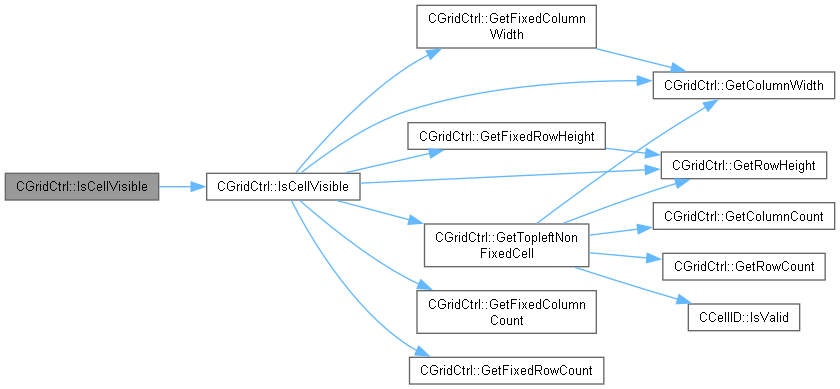 CGridCtrl::IsCellVisible
CGridCtrl::IsCellVisible
CGridCtrl::GetFixedColumn
Width
CGridCtrl::GetFixedRowHeight
CGridCtrl::GetTopleftNon
FixedCell
CGridCtrl::GetFixedColumn
Count
CGridCtrl::GetFixedRowCount
CGridCtrl::GetColumnWidth
CGridCtrl::GetRowHeight
CGridCtrl::GetColumnCount
CGridCtrl::GetRowCount
CCellID::IsValid